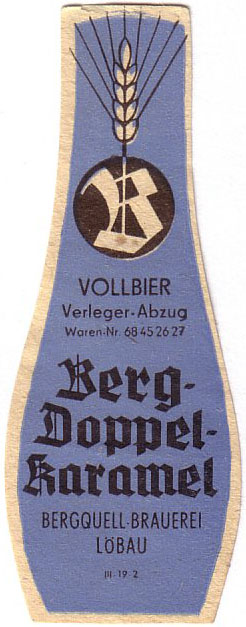 B
VOLLBIER
Verleger-Abzug
Waren-Nr. 68 45 26 27
Berg-
Doppel-
Karamel
BERGQUELL-BRAUEREI
LÖBAU
III-19-2